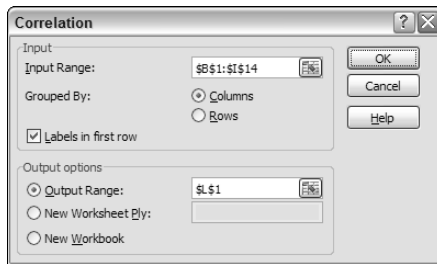 Correlation
Input
Input Range: $B$1:$I$14
Grouped By: Columns
Rows
Labels in first row
Output options
Output Range: $L$1
New Worksheet Ply:
New Workbook
OK
Cancel
Help